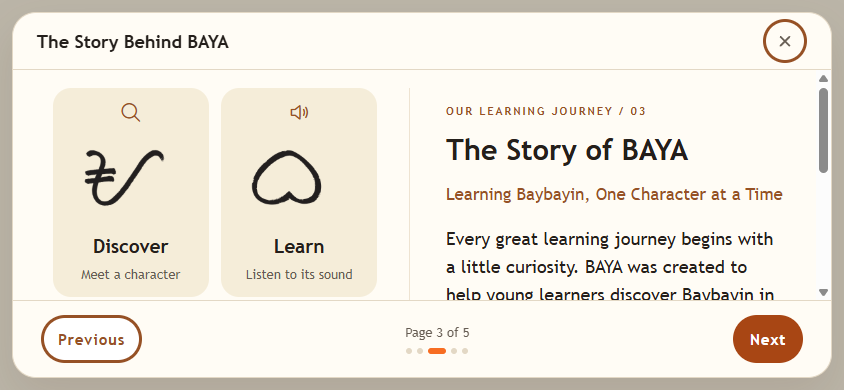 The Story Behind BAYA
ᜀ
Discover
Meet a character
ᜊ
Learn
Listen to its sound
OUR LEARNING JOURNEY / 03
The Story of BAYA
Learning Baybayin, One Character at a Time
Every great learning journey begins with
a little curiosity. BAYA was created to
help young learners discover Baybayin in
Previous
Page 3 of 5
Next